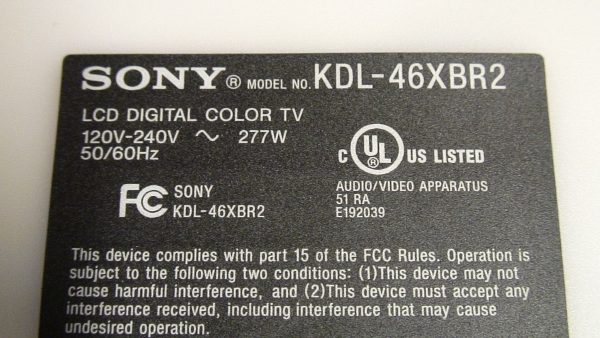 SONY® MODEL NO. KDL-46XBR2
LCD DIGITAL COLOR TV
120V-240V ~ 277W
50/60Hz
C UL® US LISTED
AUDIO/VIDEO APPARATUS
51 RA
E192039
FC SONY
KDL-46XBR2
This device complies with part 15 of the FCC Rules. Operation is
subject to the following two conditions: (1)This device may not
cause harmful interference, and (2)This device must accept any
interference received, including interference that may cause
undesired operation.